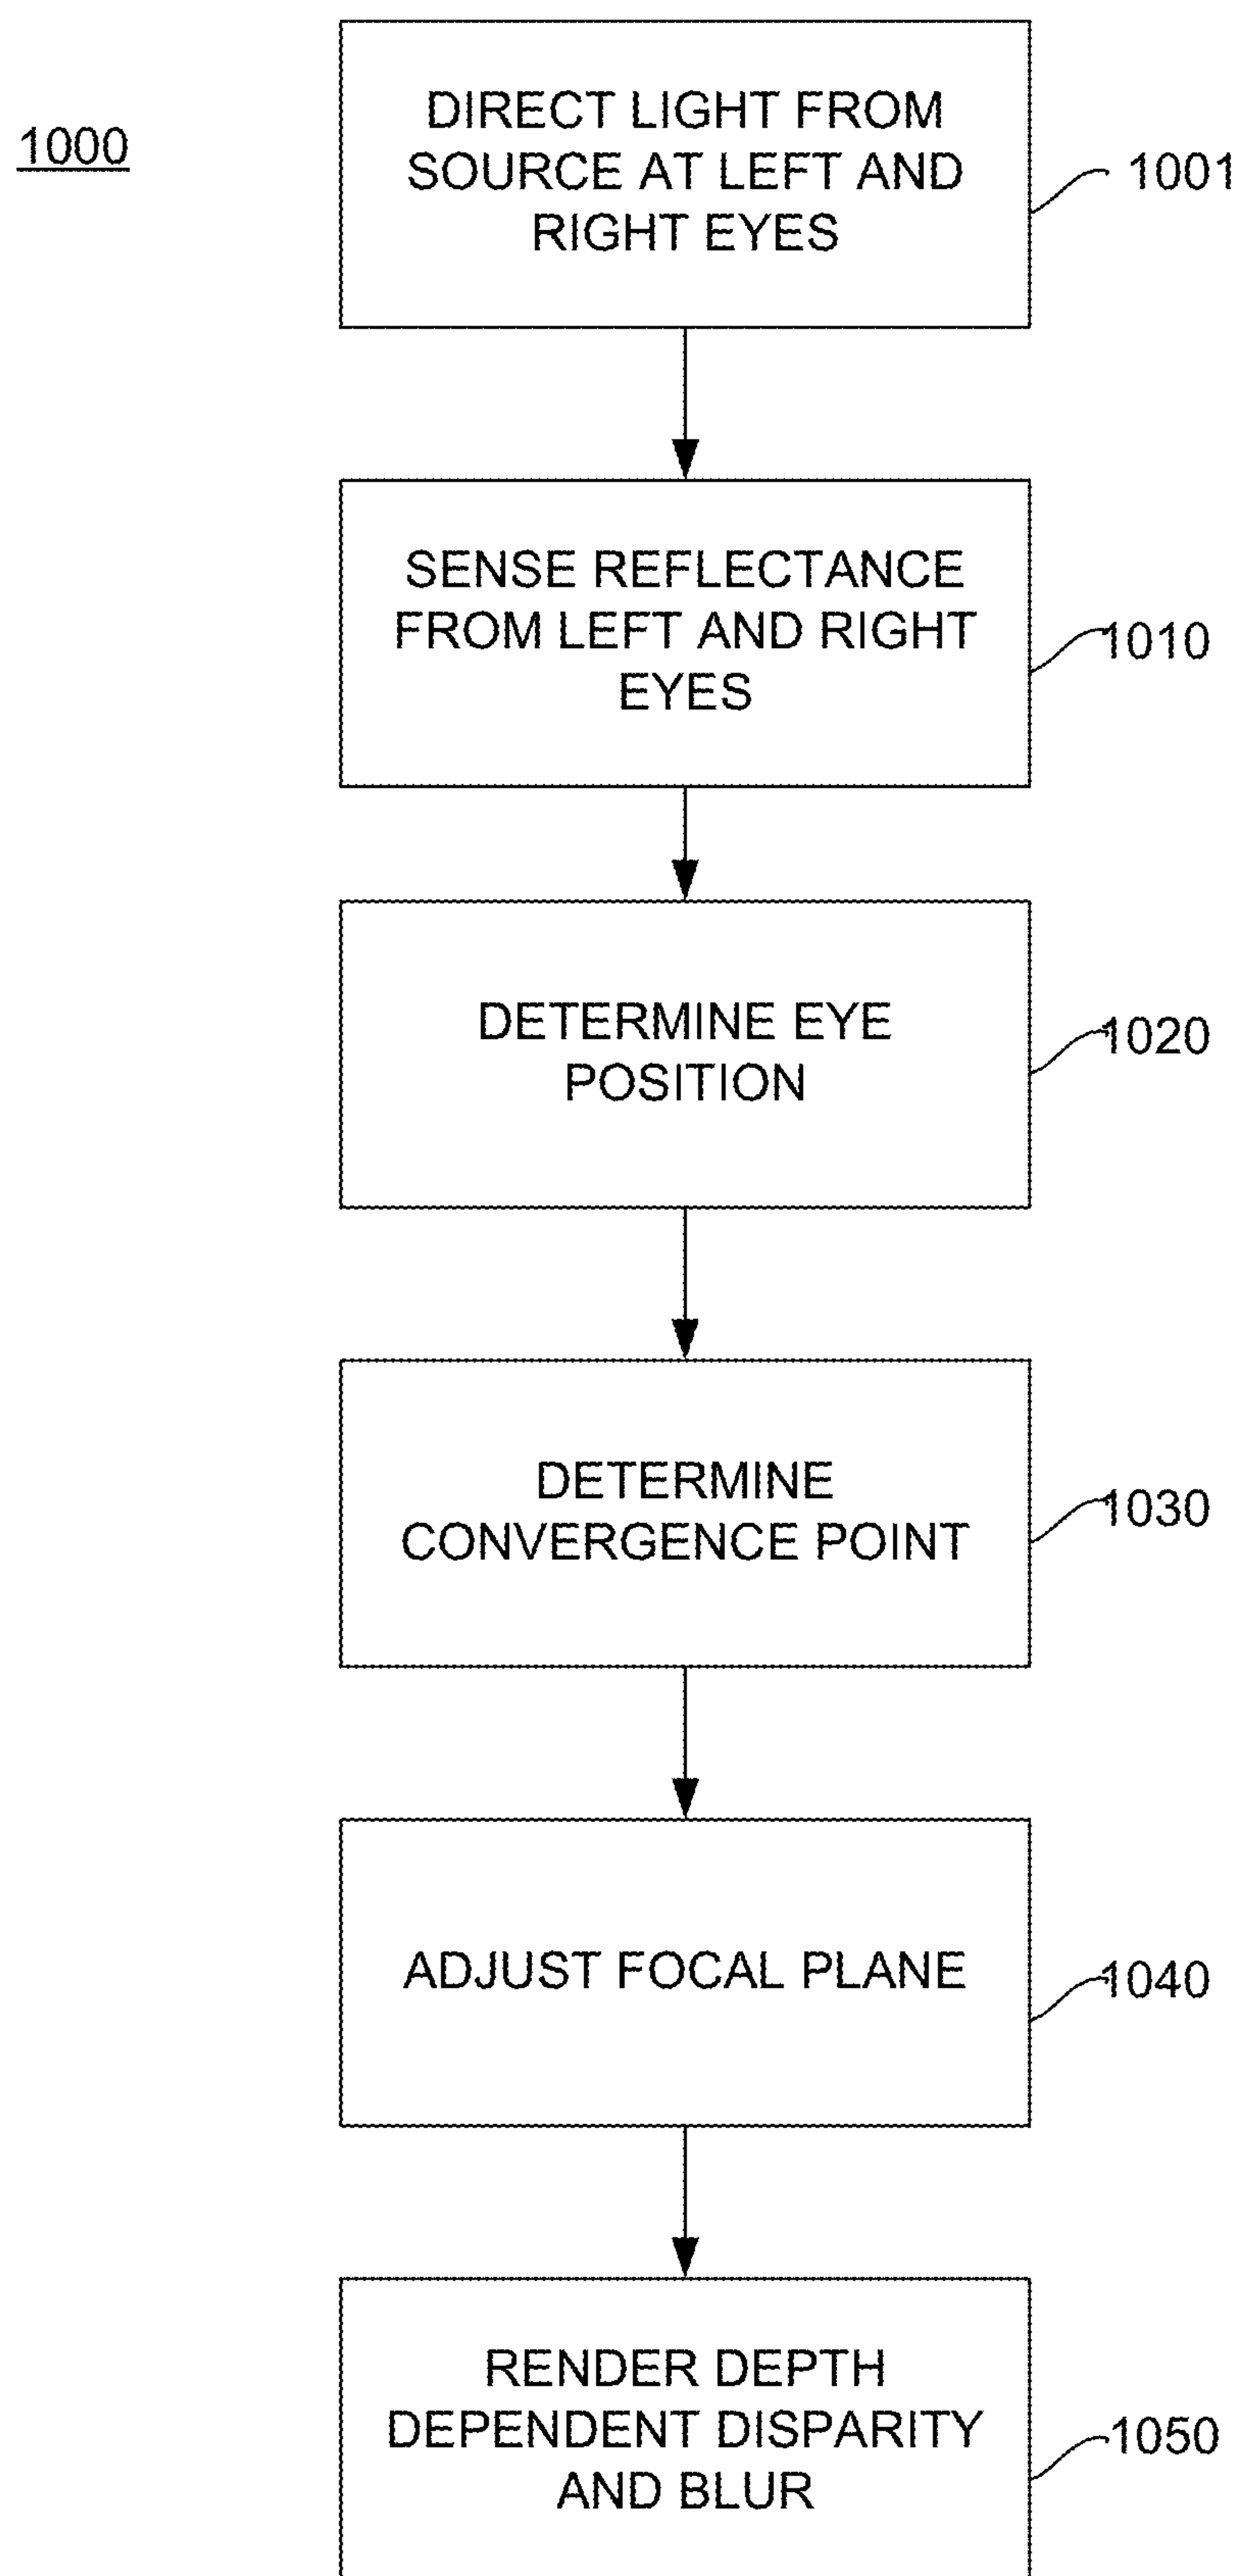 1000
DIRECT LIGHT FROM
SOURCE AT LEFT AND
RIGHT EYES
1001
SENSE REFLECTANCE
FROM LEFT AND RIGHT
EYES
1010
DETERMINE EYE
POSITION
1020
DETERMINE
CONVERGENCE POINT
1030
ADJUST FOCAL PLANE
1040
RENDER DEPTH
DEPENDENT DISPARITY
AND BLUR
1050